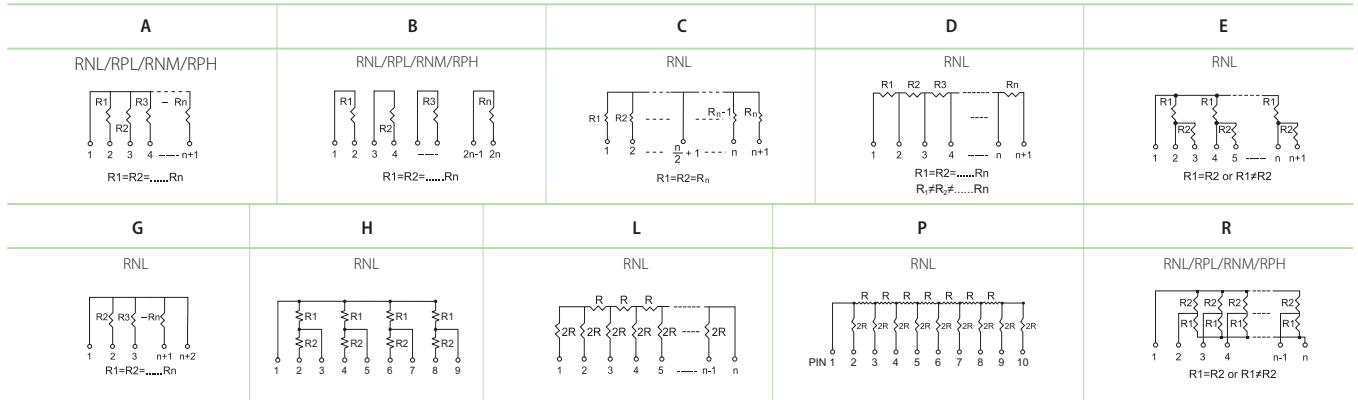 A B C D E
RNL/RPL/RNM/RPH RNL/RPL/RNM/RPH RNL RNL RNL
R1 R3 – Rn
R2
1 2 3 4 ----- n+1
R1=R2=......Rn
R1 R3 Rn
R2
1 2 3 4 ----- 2n-1 2n
R1=R2=......Rn
R1 R2 ---- ---- Rn-1 Rn
1 2 ---- n/2 + 1 ---- n n+1
R1=R2=Rn
R1 R2 R3 ------ Rn
----
1 2 3 4 ---- n n+1
R1=R2=......Rn
R1≠R2≠......Rn
R1 R1 R1
R2 R2 R2
1 2 3 4 5 ----- n n+1
R1=R2 or R1≠R2
G H L P R
RNL RNL RNL RNL RNL/RPL/RNM/RPH
R2 R3 –Rn
1 2 3 n+1 n+2
R1=R2=......Rn
R1 R1 R1 R1
R2 R2 R2 R2
1 2 3 4 5 6 7 8 9
R R R
2R 2R 2R 2R 2R ---- 2R
1 2 3 4 5 ----- n-1 n
R R R R R R R
2R 2R 2R 2R 2R 2R 2R 2R 2R
PIN 1 2 3 4 5 6 7 8 9 10
R2 R2 R2 R2
R1 R1 R1 ---- R1
1 2 3 4 n-1 n
R1=R2 or R1≠R2